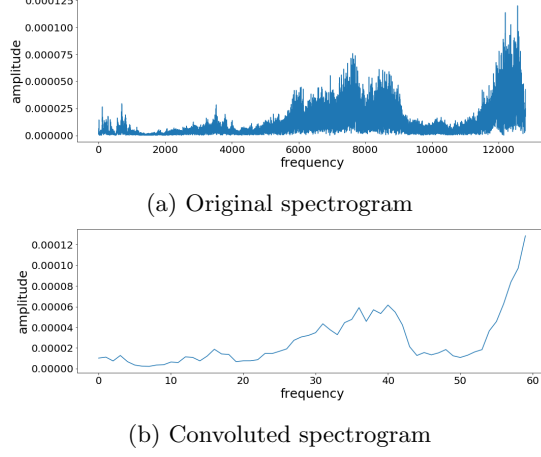 0.000125
0.000100
0.000075
0.000050
0.000025
0.000000
amplitude
0 2000 4000 6000 8000 10000 12000
frequency
(a) Original spectrogram
0.00012
0.00010
0.00008
0.00006
0.00004
0.00002
0.00000
amplitude
0 10 20 30 40 50 60
frequency
(b) Convoluted spectrogram